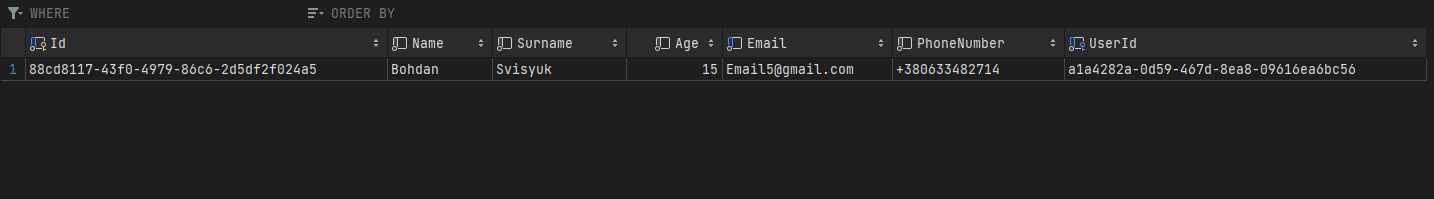 WHERE ORDER BY
Id Name Surname Age Email PhoneNumber UserId
1 88cd8117-43f0-4979-86c6-2d5df2f024a5 Bohdan Svisyuk 15 Email5@gmail.com +380633482714 a1a4282a-0d59-467d-8ea8-09616ea6bc56